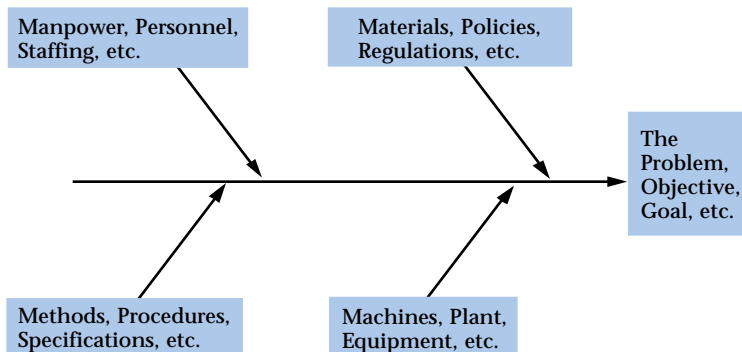 Manpower, Personnel,
Staffing, etc.
Materials, Policies,
Regulations, etc.
The
Problem,
Objective,
Goal, etc.
Methods, Procedures,
Specifications, etc.
Machines, Plant,
Equipment, etc.